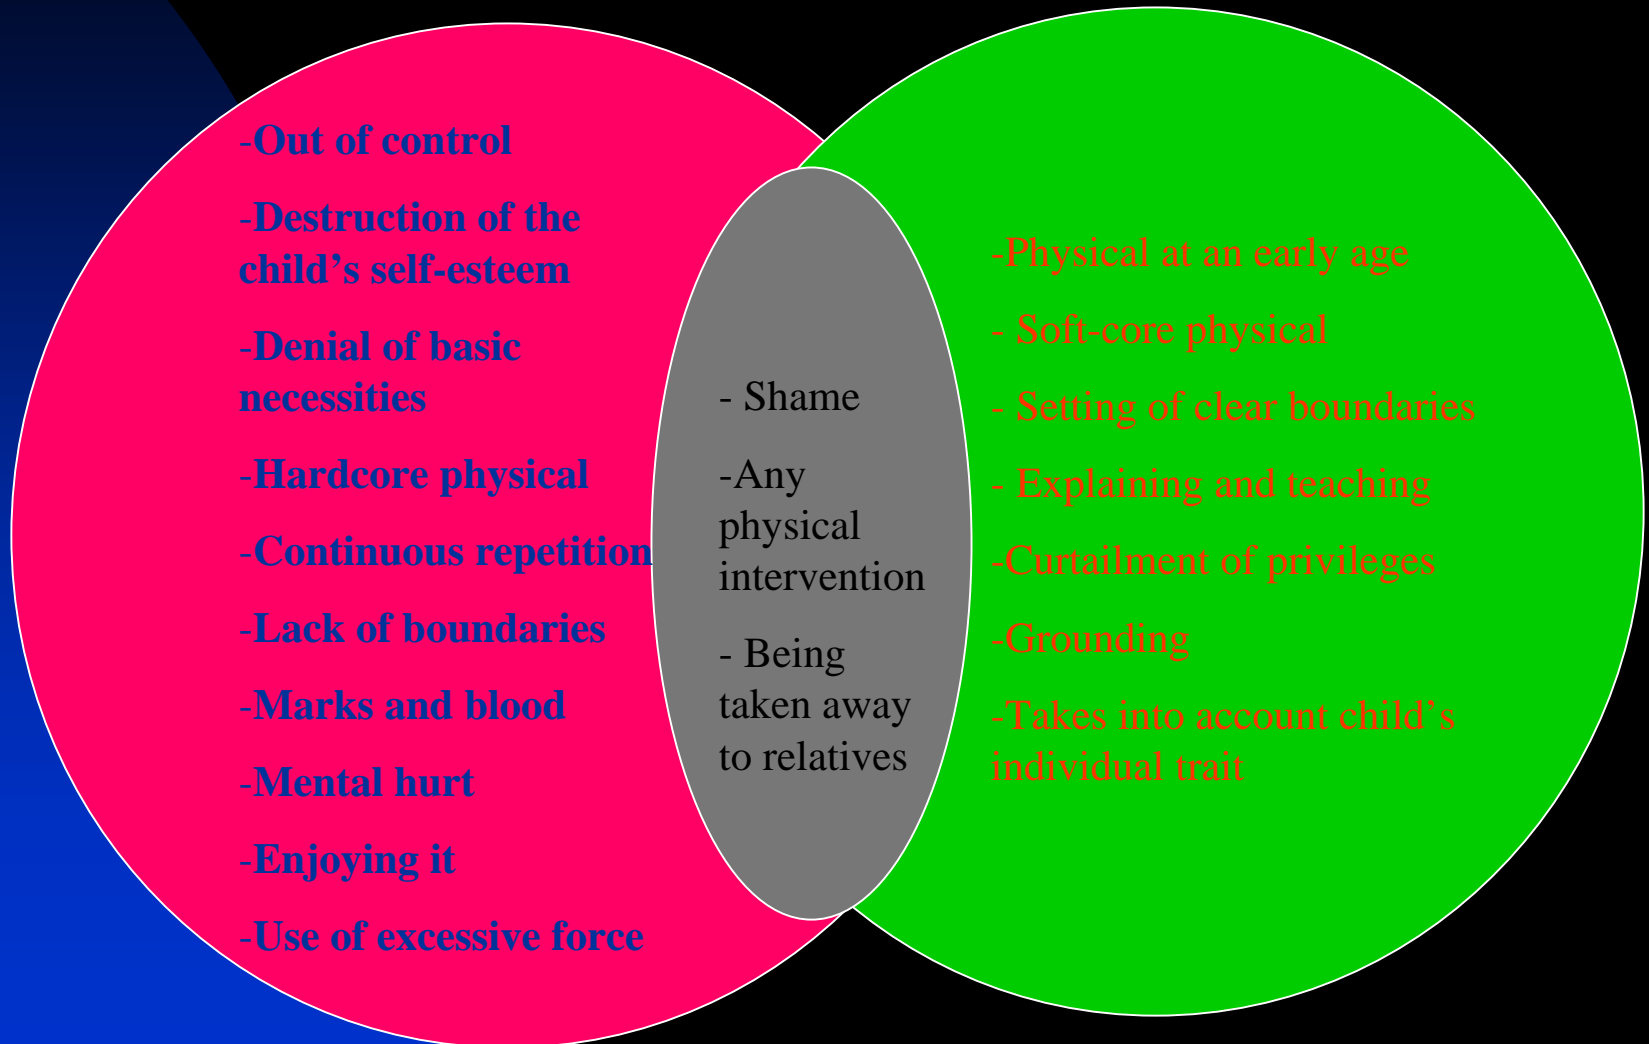 -Out of control
-Destruction of the
child’s self-esteem
-Denial of basic
necessities
-Hardcore physical
-Continuous repetition
-Lack of boundaries
-Marks and blood
-Mental hurt
-Enjoying it
-Use of excessive force
- Shame
-Any
physical
intervention
- Being
taken away
to relatives
-Physical at an early age
- Soft-core physical
- Setting of clear boundaries
- Explaining and teaching
-Curtailment of privileges
-Grounding
-Takes into account child’s
individual trait